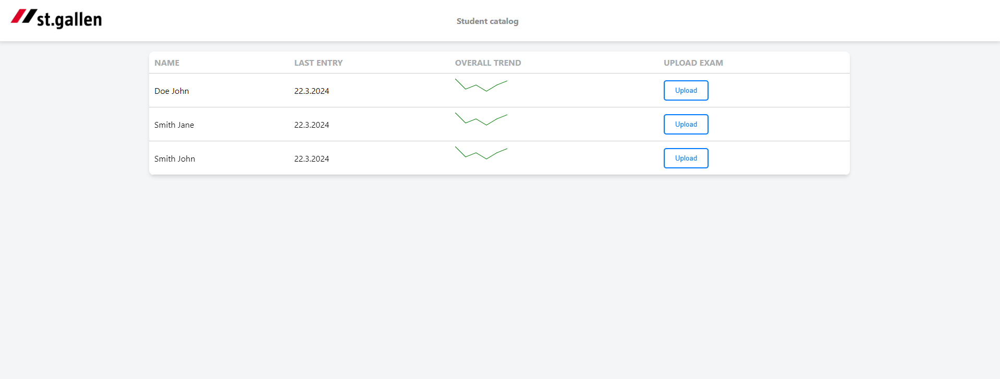 st.gallen
Student catalog
NAME LAST ENTRY OVERALL TREND UPLOAD EXAM
Doe John 22.3.2024 Upload
Smith Jane 22.3.2024 Upload
Smith John 22.3.2024 Upload